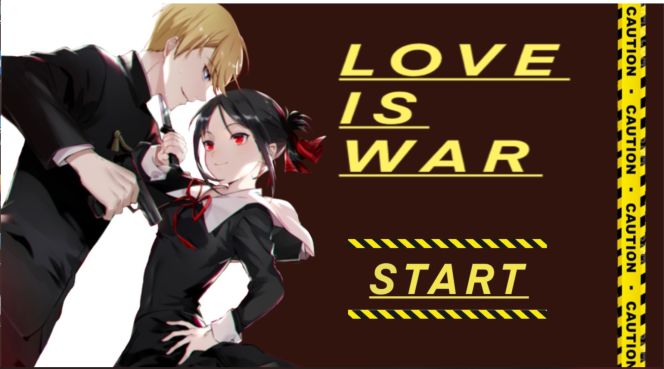 LOVE
IS
WAR
START
CAUTION · CAUTION · CAUTION · CAUTION